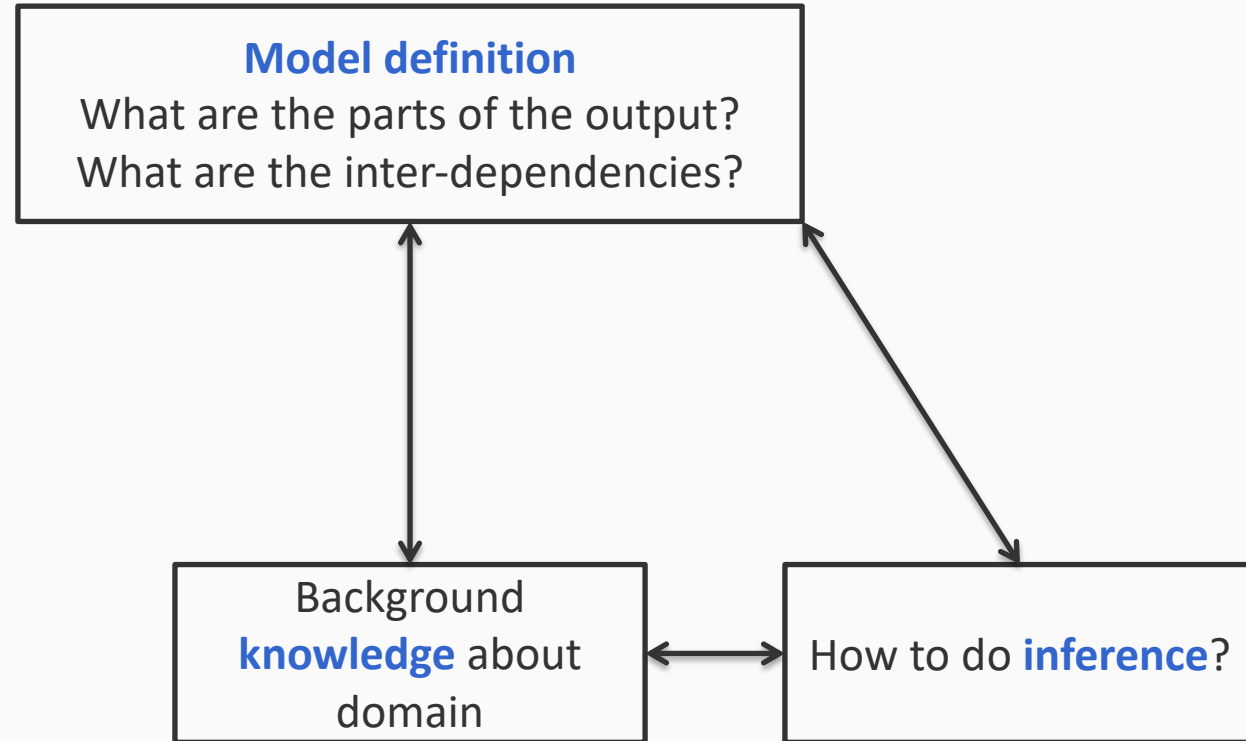 Model definition
What are the parts of the output?
What are the inter-dependencies?
Background
knowledge about
domain
How to do inference?